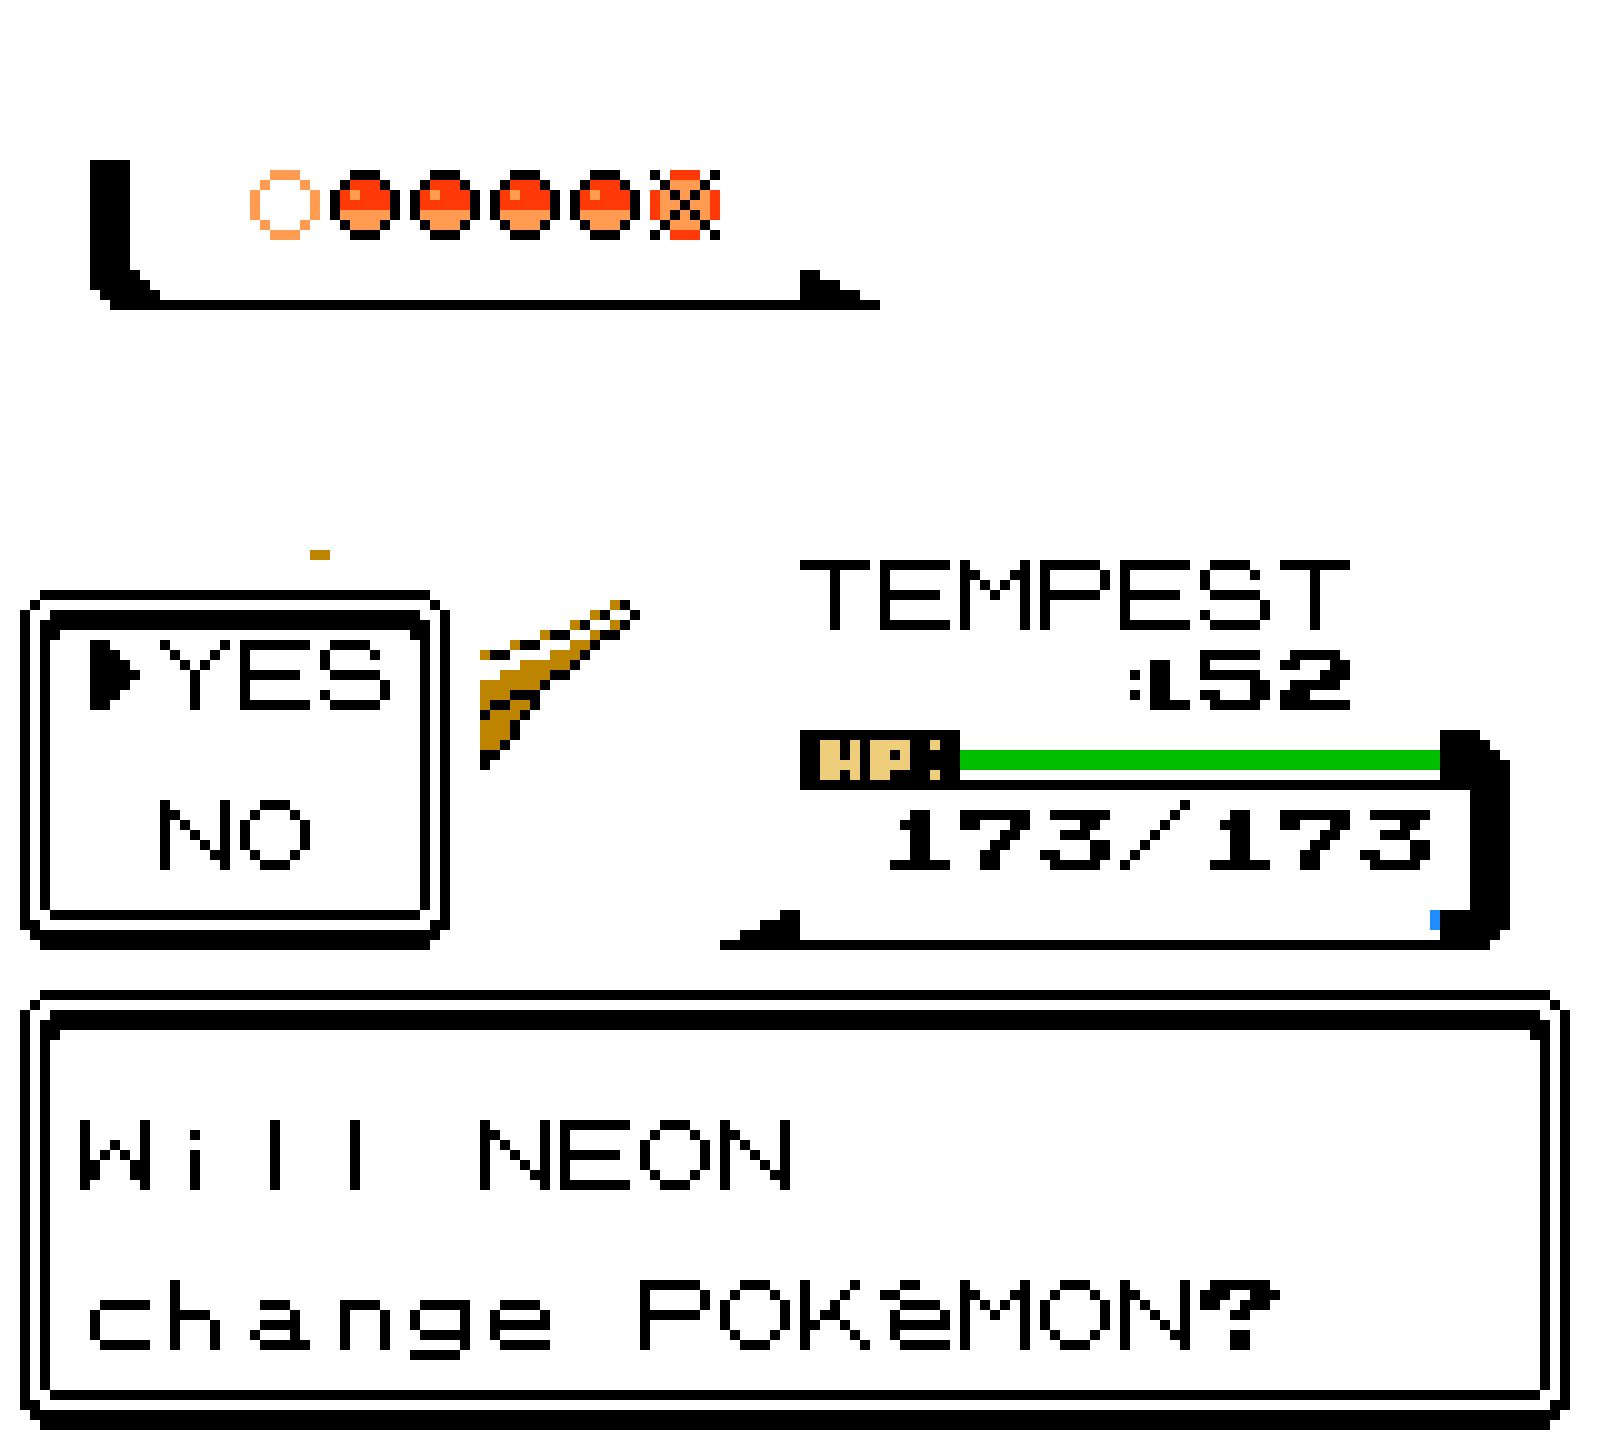 TEMPEST
:L52
HP:
173/173
▶YES
NO
Will NEON
change POKéMON?